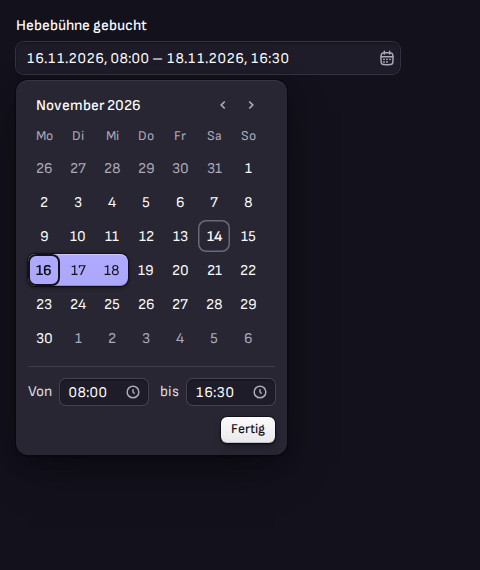 Hebebühne gebucht
16.11.2026, 08:00 – 18.11.2026, 16:30
November 2026
Mo Di Mi Do Fr Sa So
26 27 28 29 30 31 1
2 3 4 5 6 7 8
9 10 11 12 13 14 15
16 17 18 19 20 21 22
23 24 25 26 27 28 29
30 1 2 3 4 5 6
Von 08:00 bis 16:30
Fertig